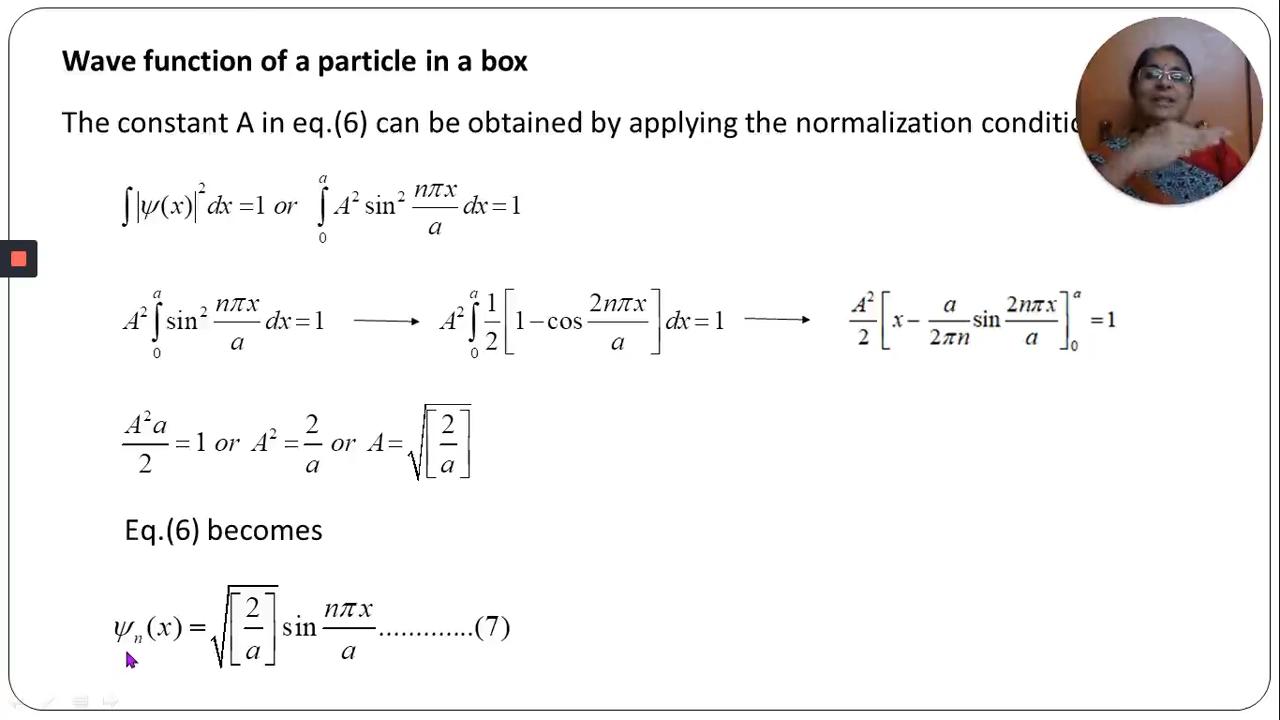 Wave function of a particle in a box
The constant A in eq.(6) can be obtained by applying the normalization
∫|ψ(x)|² dx = 1 or ∫₀ᵃ A² sin² nπx/a dx = 1
A² ∫₀ᵃ sin² nπx/a dx = 1 ⟶ A² ∫₀ᵃ 1/2 [1 − cos 2nπx/a] dx = 1 ⟶ A²/2 [x − a/2πn sin 2nπx/a]₀ᵃ = 1
A²a/2 = 1 or A² = 2/a or A = √[2/a]
Eq.(6) becomes
ψₙ(x) = √[2/a] sin nπx/a .............(7)